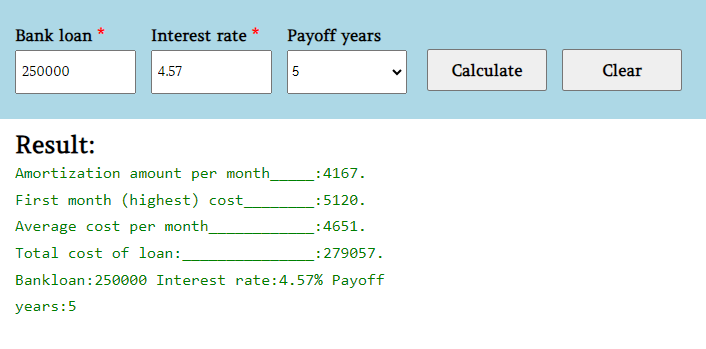 Bank loan * Interest rate * Payoff years
250000 4.57 5 Calculate Clear
Result:
Amortization amount per month_____:4167.
First month (highest) cost________:5120.
Average cost per month____________:4651.
Total cost of loan:_______________:279057.
Bankloan:250000 Interest rate:4.57% Payoff
years:5